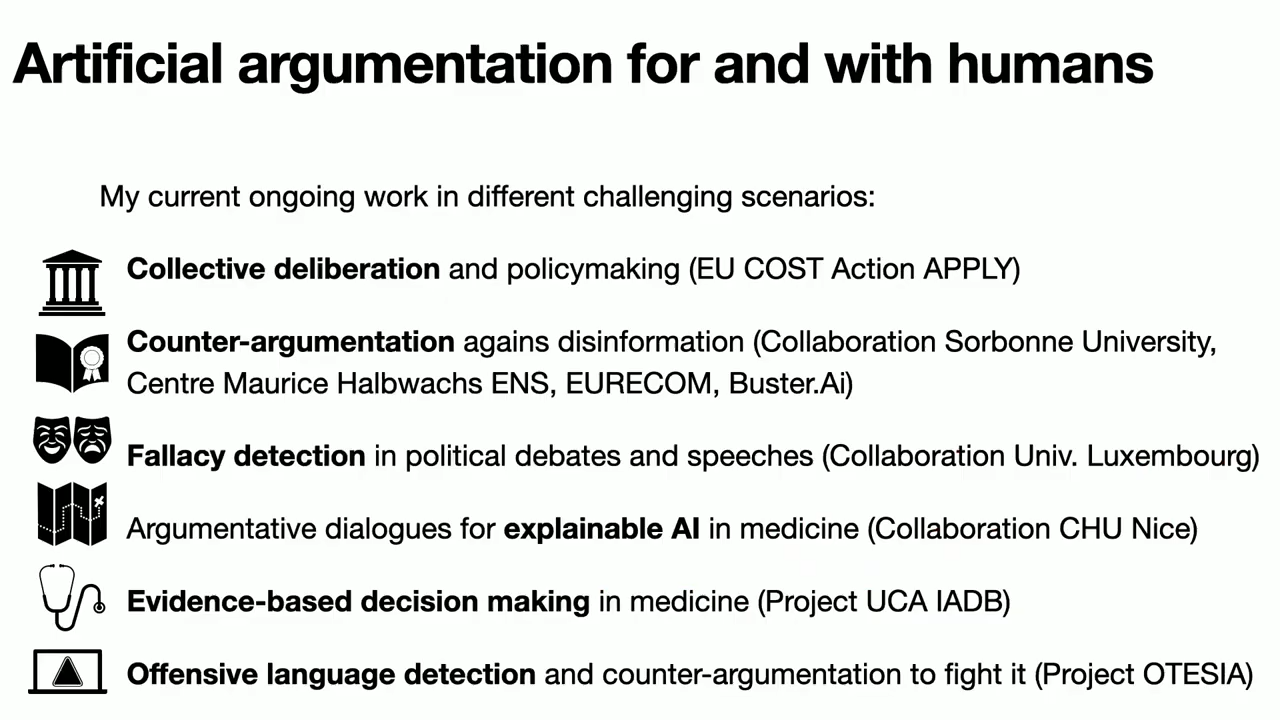 Artificial argumentation for and with humans
My current ongoing work in different challenging scenarios:
Collective deliberation and policymaking (EU COST Action APPLY)
Counter-argumentation agains disinformation (Collaboration Sorbonne University,
Centre Maurice Halbwachs ENS, EURECOM, Buster.Ai)
Fallacy detection in political debates and speeches (Collaboration Univ. Luxembourg)
Argumentative dialogues for explainable AI in medicine (Collaboration CHU Nice)
Evidence-based decision making in medicine (Project UCA IADB)
Offensive language detection and counter-argumentation to fight it (Project OTESIA)